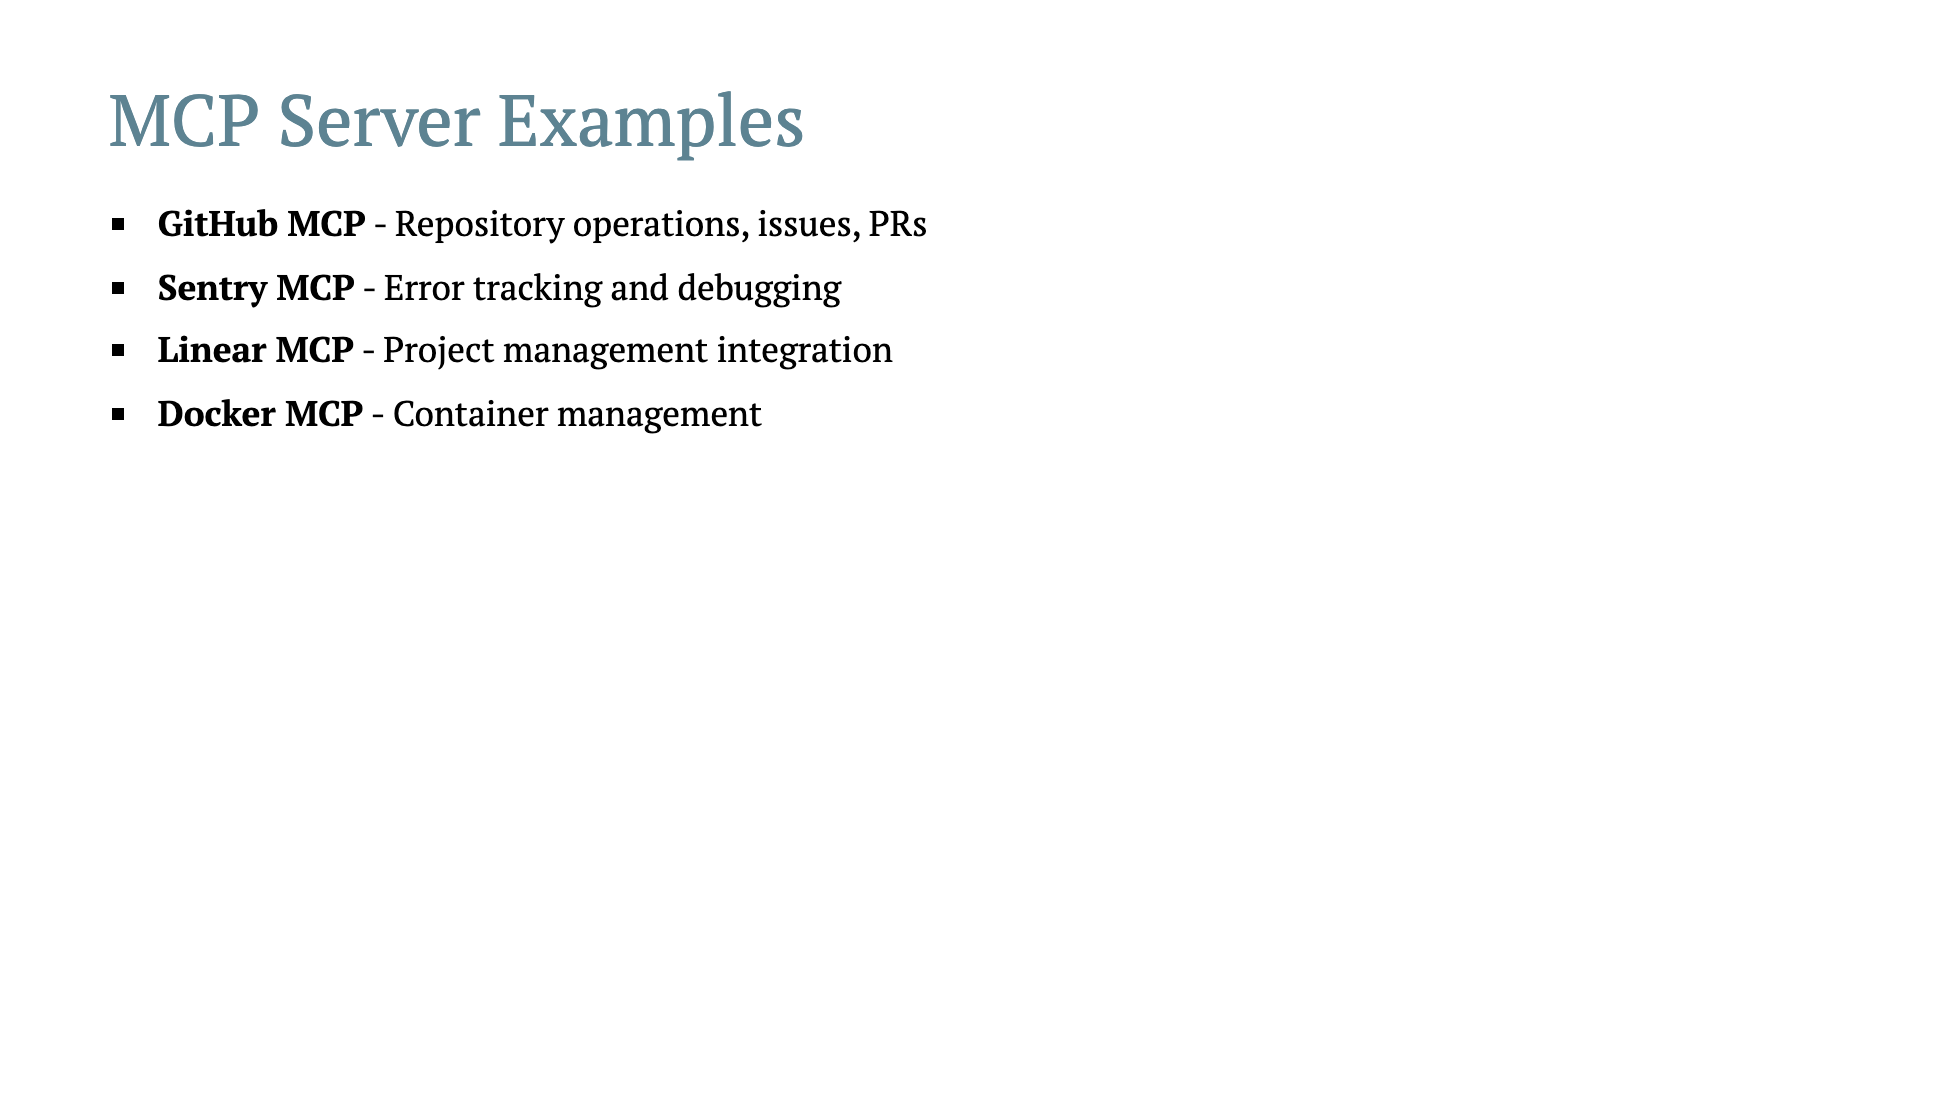 MCP Server Examples
▪ GitHub MCP - Repository operations, issues, PRs
▪ Sentry MCP - Error tracking and debugging
▪ Linear MCP - Project management integration
▪ Docker MCP - Container management